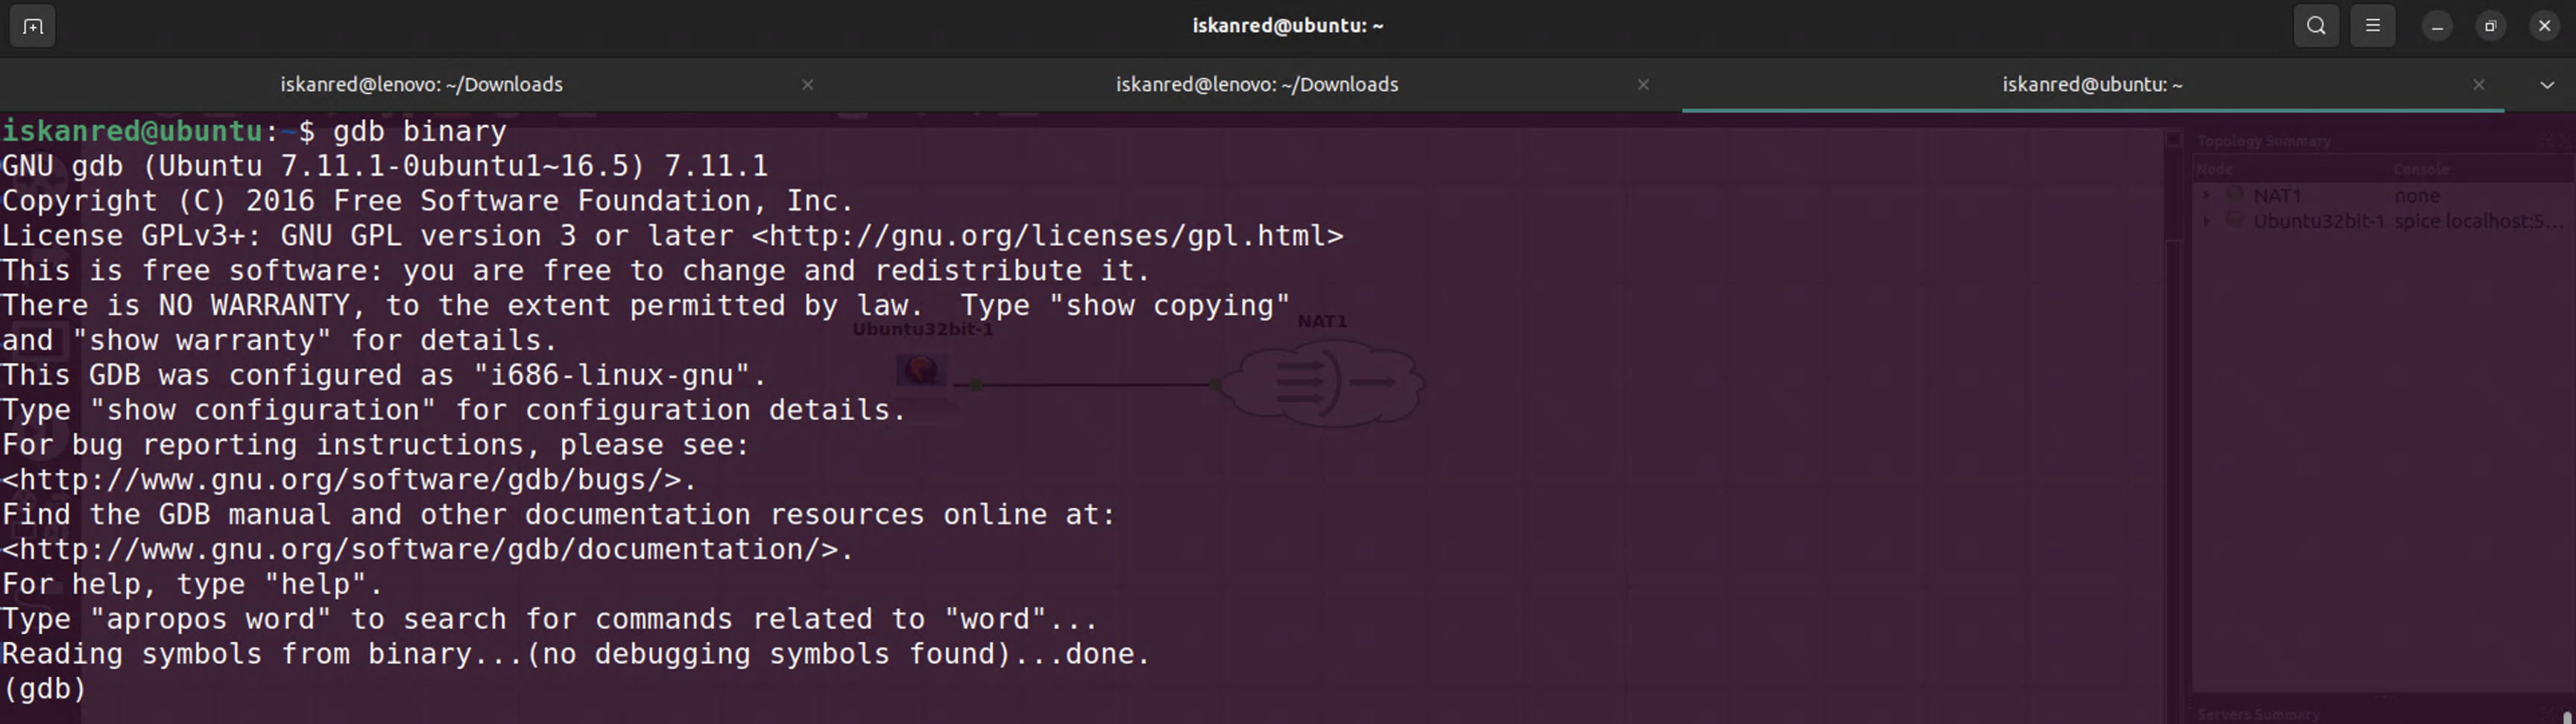 iskanred@ubuntu: ~
iskanred@lenovo: ~/Downloads
iskanred@lenovo: ~/Downloads
iskanred@ubuntu: ~
iskanred@ubuntu:~$ gdb binary
GNU gdb (Ubuntu 7.11.1-0ubuntu1~16.5) 7.11.1
Copyright (C) 2016 Free Software Foundation, Inc.
License GPLv3+: GNU GPL version 3 or later <http://gnu.org/licenses/gpl.html>
This is free software: you are free to change and redistribute it.
There is NO WARRANTY, to the extent permitted by law.  Type "show copying"
and "show warranty" for details.
This GDB was configured as "i686-linux-gnu".
Type "show configuration" for configuration details.
For bug reporting instructions, please see:
<http://www.gnu.org/software/gdb/bugs/>.
Find the GDB manual and other documentation resources online at:
<http://www.gnu.org/software/gdb/documentation/>.
For help, type "help".
Type "apropos word" to search for commands related to "word"...
Reading symbols from binary...(no debugging symbols found)...done.
(gdb)
Ubuntu32bit-1
NAT1
Topology Summary
Node Console
NAT1 none
Ubuntu32bit-1 spice localhost:5...
Servers Summary